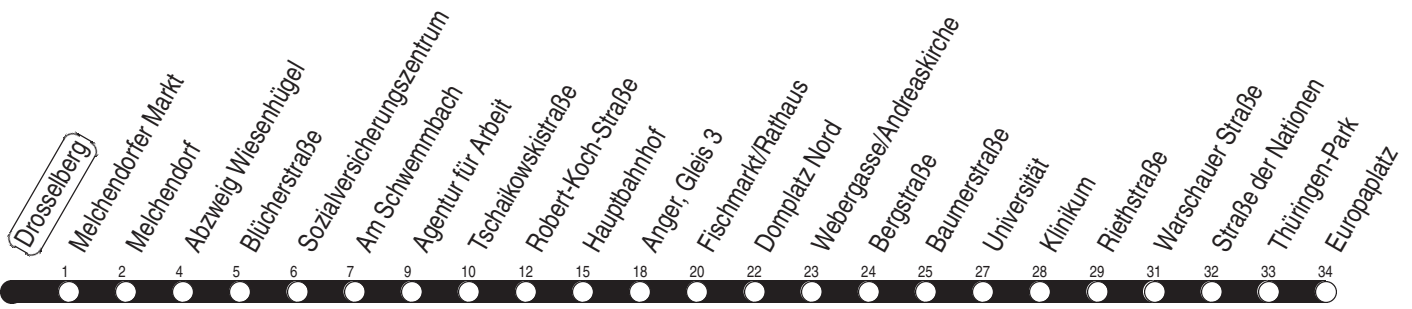 Drosselberg
Melchendorfer Markt
Melchendorf
Abzweig Wiesenhügel
Blücherstraße
Sozialversicherungszentrum
Am Schwemmbach
Agentur für Arbeit
Tschaikowskistraße
Robert-Koch-Straße
Hauptbahnhof
Anger, Gleis 3
Fischmarkt/Rathaus
Domplatz Nord
Webergasse/Andreaskirche
Bergstraße
Baumerstraße
Universität
Klinikum
Riethstraße
Warschauer Straße
Straße der Nationen
Thüringen-Park
Europaplatz
1 2 4 5 6 7 9 10 12 15 18 20 22 23 24 25 27 28 29 31 32 33 34